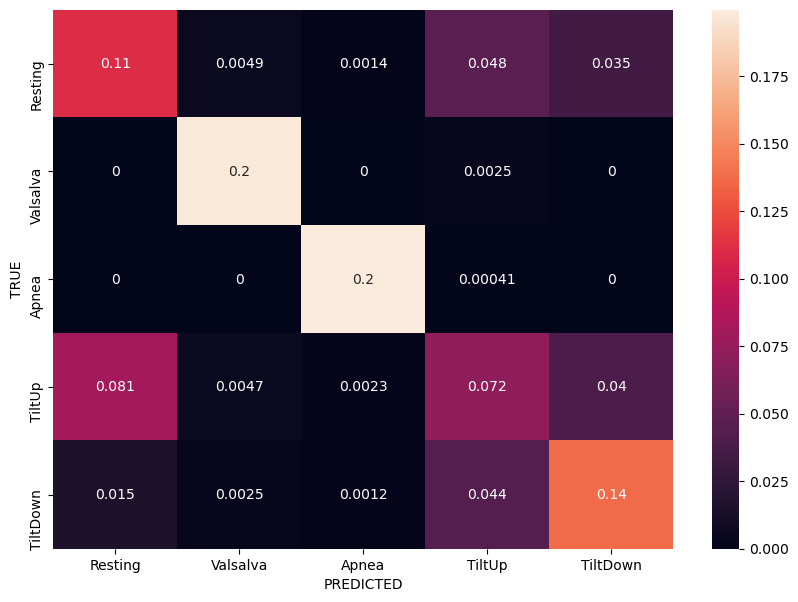 Resting 0.11 0.0049 0.0014 0.048 0.035
Valsalva 0 0.2 0 0.0025 0
Apnea 0 0 0.2 0.00041 0
TiltUp 0.081 0.0047 0.0023 0.072 0.04
TiltDown 0.015 0.0025 0.0012 0.044 0.14
TRUE
Resting Valsalva Apnea TiltUp TiltDown
PREDICTED
0.175
0.150
0.125
0.100
0.075
0.050
0.025
0.000